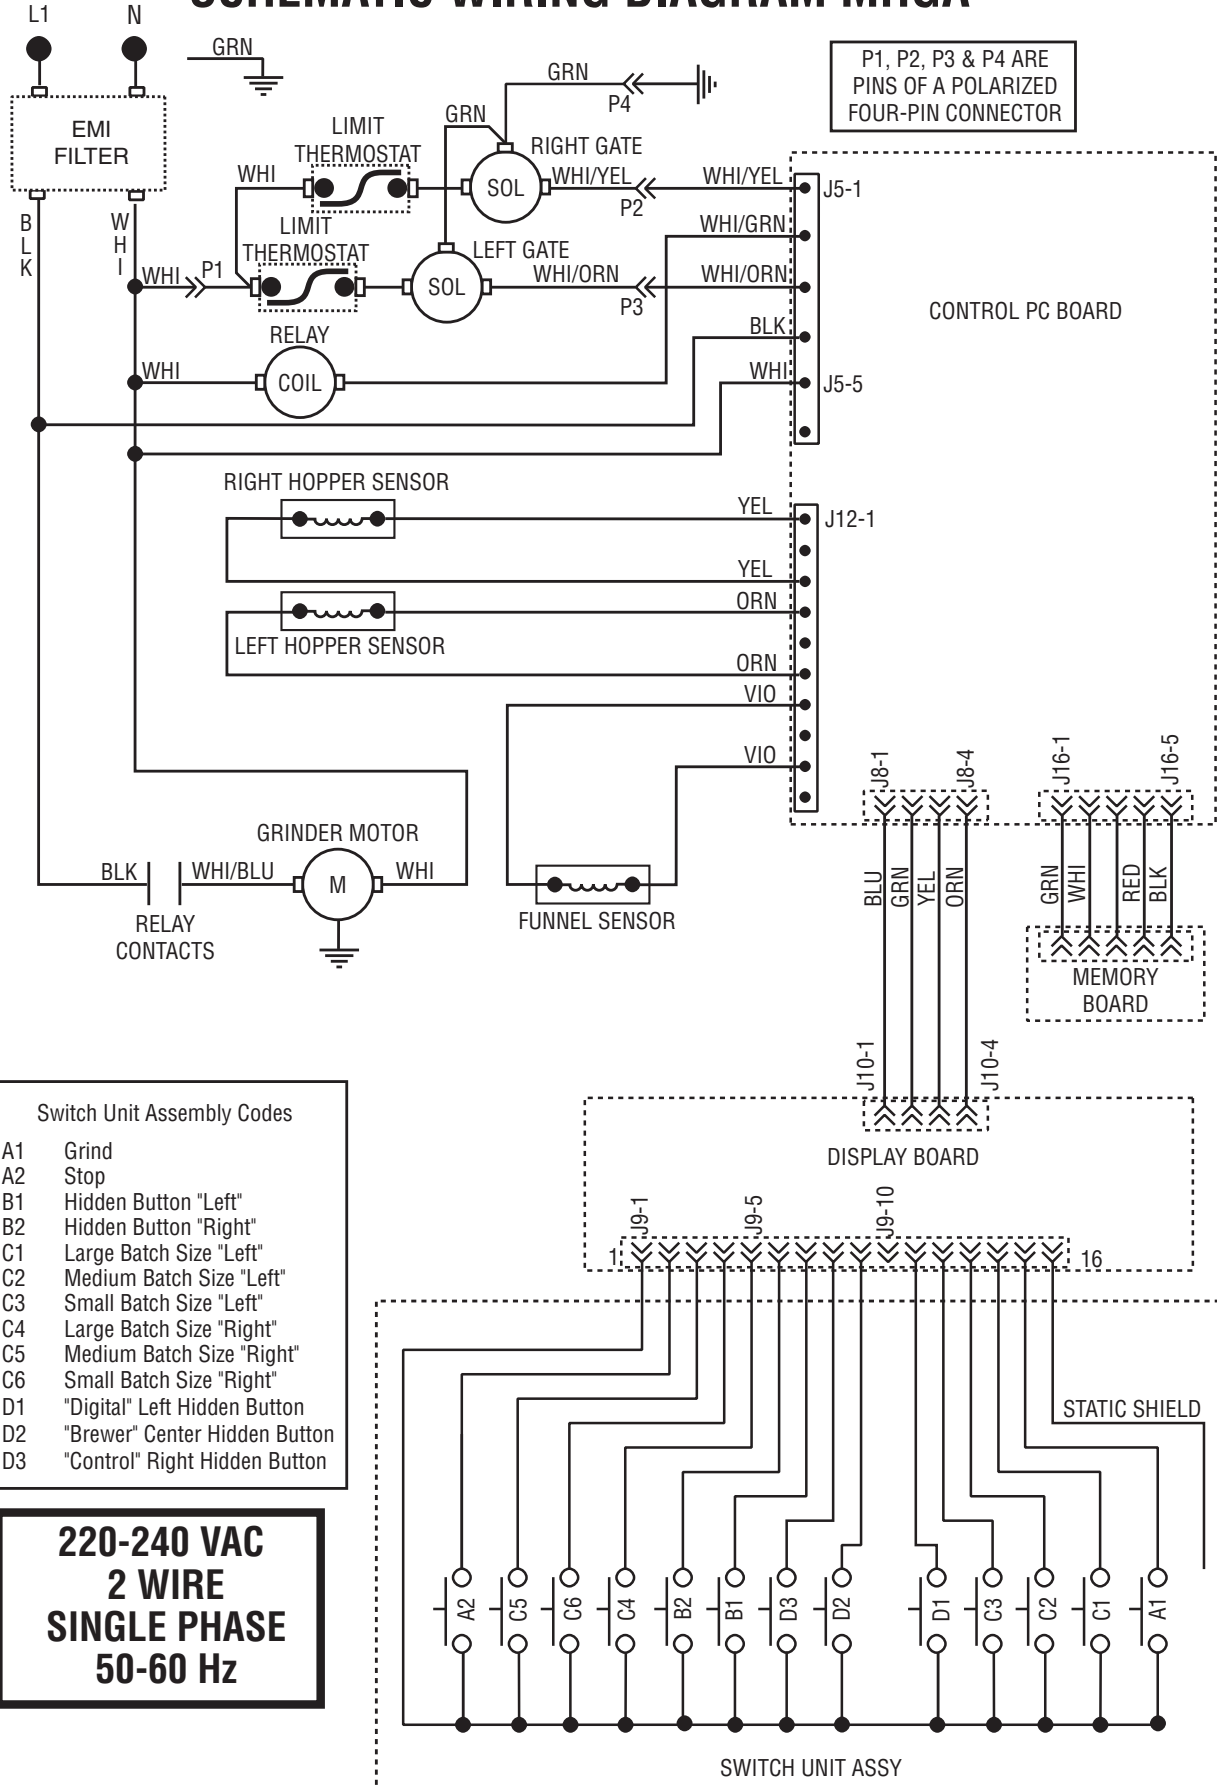 SCHEMATIC WIRING DIAGRAM MHGA
L1
N
GRN
EMI
FILTER
P1, P2, P3 & P4 ARE
PINS OF A POLARIZED
FOUR-PIN CONNECTOR
GRN
P4
GRN
LIMIT
THERMOSTAT
RIGHT GATE
WHI
SOL
WHI/YEL
P2
WHI/YEL
J5-1
BLK
WHI
LIMIT
THERMOSTAT
LEFT GATE
WHI/GRN
WHI
P1
SOL
WHI/ORN
P3
WHI/ORN
CONTROL PC BOARD
RELAY
BLK
WHI
COIL
WHI
J5-5
RIGHT HOPPER SENSOR
YEL
J12-1
YEL
ORN
LEFT HOPPER SENSOR
ORN
VIO
VIO
J8-1
J8-4
J16-1
J16-5
GRINDER MOTOR
BLK
WHI/BLU
M
WHI
RELAY
CONTACTS
FUNNEL SENSOR
BLU
GRN
YEL
ORN
GRN
WHI
RED
BLK
MEMORY
BOARD
J10-1
J10-4
DISPLAY BOARD
J9-1
J9-5
J9-10
1
16
Switch Unit Assembly Codes
A1 Grind
A2 Stop
B1 Hidden Button "Left"
B2 Hidden Button "Right"
C1 Large Batch Size "Left"
C2 Medium Batch Size "Left"
C3 Small Batch Size "Left"
C4 Large Batch Size "Right"
C5 Medium Batch Size "Right"
C6 Small Batch Size "Right"
D1 "Digital" Left Hidden Button
D2 "Brewer" Center Hidden Button
D3 "Control" Right Hidden Button
STATIC SHIELD
220-240 VAC
2 WIRE
SINGLE PHASE
50-60 Hz
A2
C5
C6
C4
B2
B1
D3
D2
D1
C3
C2
C1
A1
SWITCH UNIT ASSY